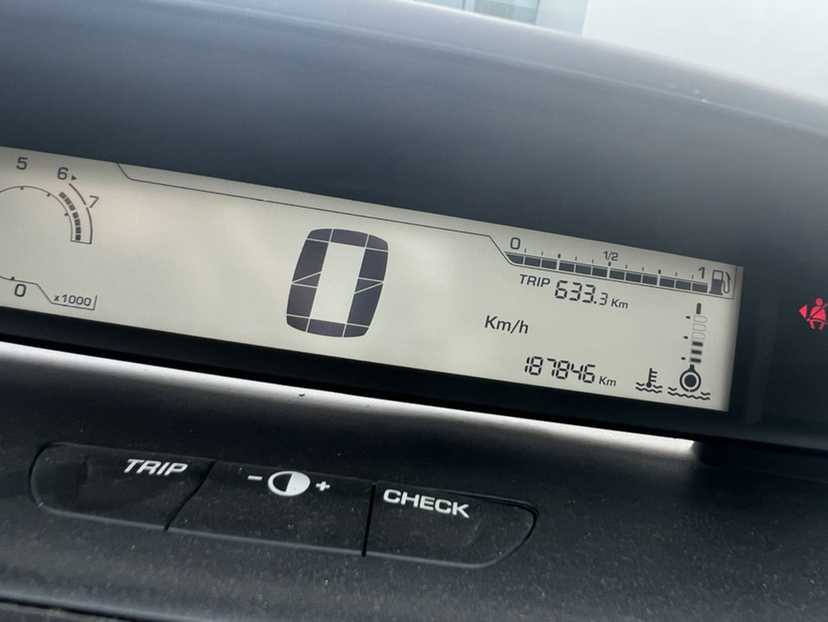 5 6 7
0 x1000
0
0 1/2 1
TRIP 633.3 Km
Km/h
187846 Km
TRIP - + CHECK